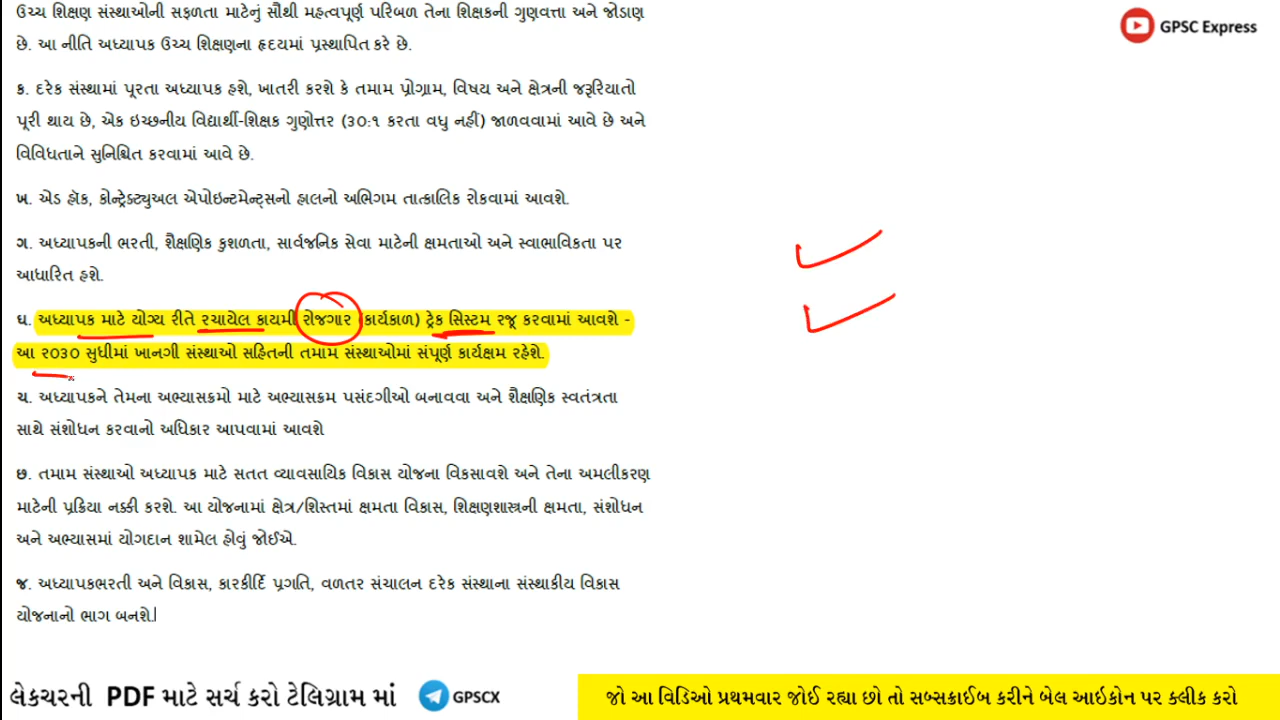 ઉચ્ચ શિક્ષણ સંસ્થાઓની સફળતા માટેનું સૌથી મહત્વપૂર્ણ પરિબળ તેના શિક્ષકની ગુણવત્તા અને જોડાણ
છે. આ નીતિ અધ્યાપક ઉચ્ચ શિક્ષણના હૃદયમાં પ્રસ્થાપિત કરે છે.
GPSC Express
ક. દરેક સંસ્થામાં પૂરતા અધ્યાપક હશે, ખાતરી કરશે કે તમામ પ્રોગ્રામ, વિષય અને ક્ષેત્રની જરૂરિયાતો
પૂરી થાય છે, એક ઇચ્છનીય વિદ્યાર્થી-શિક્ષક ગુણોત્તર (૩૦:૧ કરતા વધુ નહીં) જાળવવામાં આવે છે અને
વિવિધતાને સુનિશ્ચિત કરવામાં આવે છે.
ખ. એડ હૉક, કોન્ટ્રેક્ટ્યુઅલ એપોઇન્ટમેન્ટ્સનો હાલનો અભિગમ તાત્કાલિક રોકવામાં આવશે.
ગ. અધ્યાપકની ભરતી, શૈક્ષણિક કુશળતા, સાર્વજનિક સેવા માટેની ક્ષમતાઓ અને સ્વાભાવિકતા પર
આધારિત હશે.
ઘ. અધ્યાપક માટે યોગ્ય રીતે રચાયેલ કાયમી રોજગાર (કાર્યકાળ) ટ્રેક સિસ્ટમ રજૂ કરવામાં આવશે -
આ ૨૦૩૦ સુધીમાં ખાનગી સંસ્થાઓ સહિતની તમામ સંસ્થાઓમાં સંપૂર્ણ કાર્યક્ષમ રહેશે.
ચ. અધ્યાપકને તેમના અભ્યાસક્રમો માટે અભ્યાસક્રમ પસંદગીઓ બનાવવા અને શૈક્ષણિક સ્વતંત્રતા
સાથે સંશોધન કરવાનો અધિકાર આપવામાં આવશે
છ. તમામ સંસ્થાઓ અધ્યાપક માટે સતત વ્યાવસાયિક વિકાસ યોજના વિકસાવશે અને તેના અમલીકરણ
માટેની પ્રક્રિયા નક્કી કરશે. આ યોજનામાં ક્ષેત્ર/શિસ્તમાં ક્ષમતા વિકાસ, શિક્ષણશાસ્ત્રની ક્ષમતા, સંશોધન
અને અભ્યાસમાં યોગદાન શામેલ હોવું જોઈએ.
જ. અધ્યાપકભરતી અને વિકાસ, કારકીર્દિ પ્રગતિ, વળતર સંચાલન દરેક સંસ્થાના સંસ્થાકીય વિકાસ
યોજનાનો ભાગ બનશે.
લેકચરની PDF માટે સર્ચ કરો ટેલિગ્રામ માં GPSCX
જો આ વિડિઓ પ્રથમવાર જોઈ રહ્યા છો તો સબ્સક્રાઈબ કરીને બેલ આઇકોન પર ક્લીક કરો